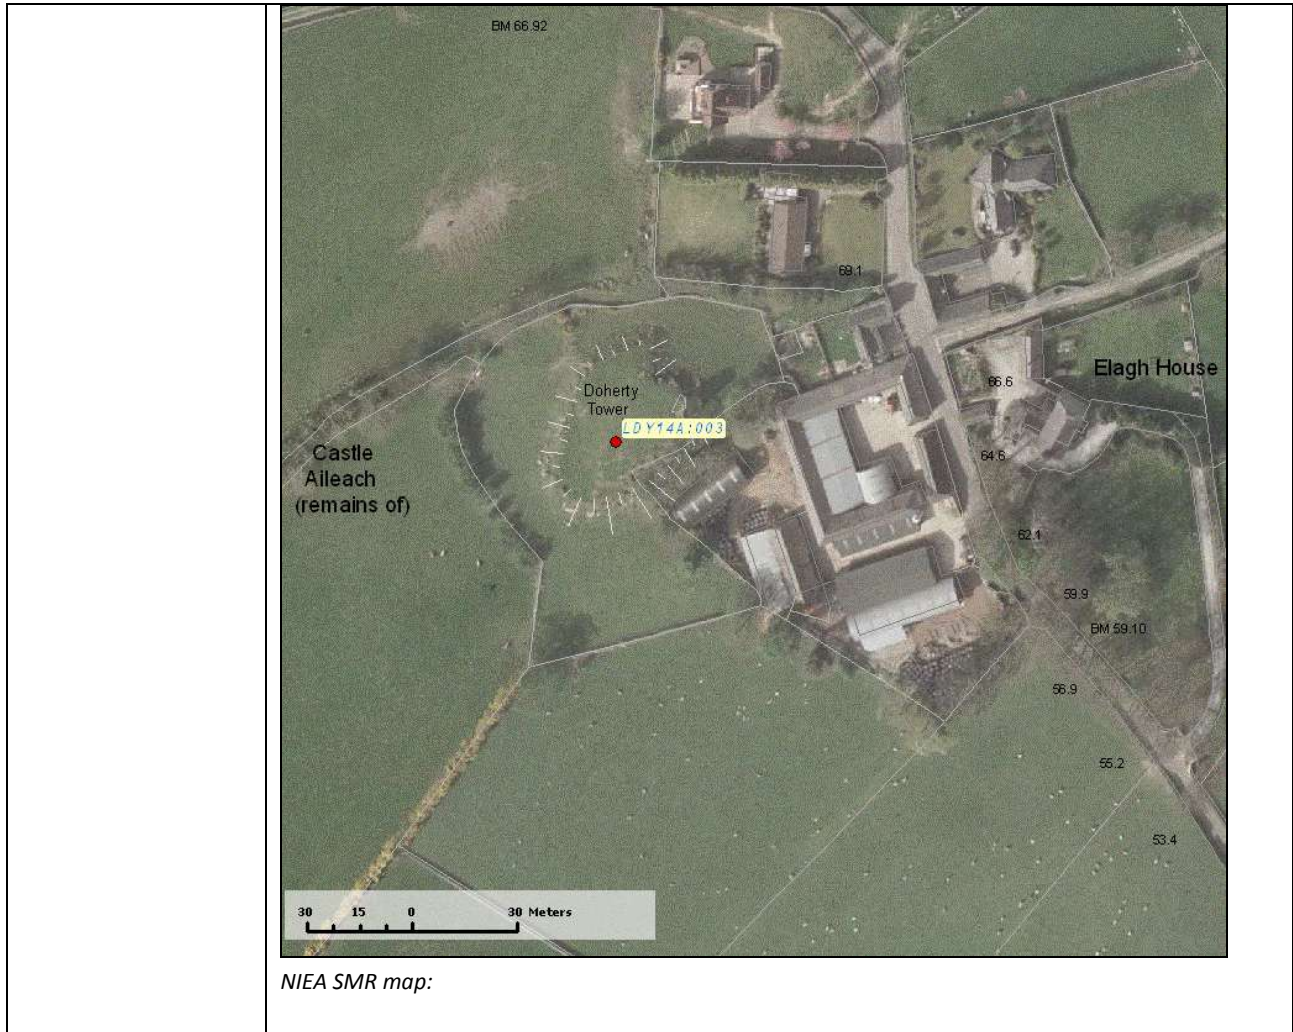 BM 66.92
69.1
Elagh House
66.6
Doherty
Tower
LDY14A:003
Castle
Aileach
(remains of)
64.6
62.1
59.9
BM 59.10
56.9
55.2
53.4
30 15 0 30 Meters
NIEA SMR map: